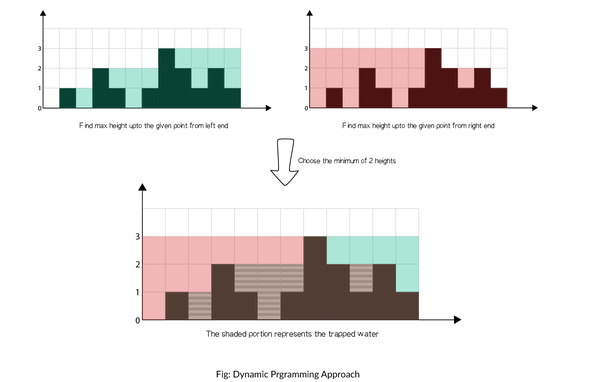 3
2
1
0
3
2
1
0
Find max height upto the given point from left end
Find max height upto the given point from right end
Choose the minimum of 2 heights
3
2
1
0
The shaded portion represents the trapped water
Fig: Dynamic Prgramming Approach